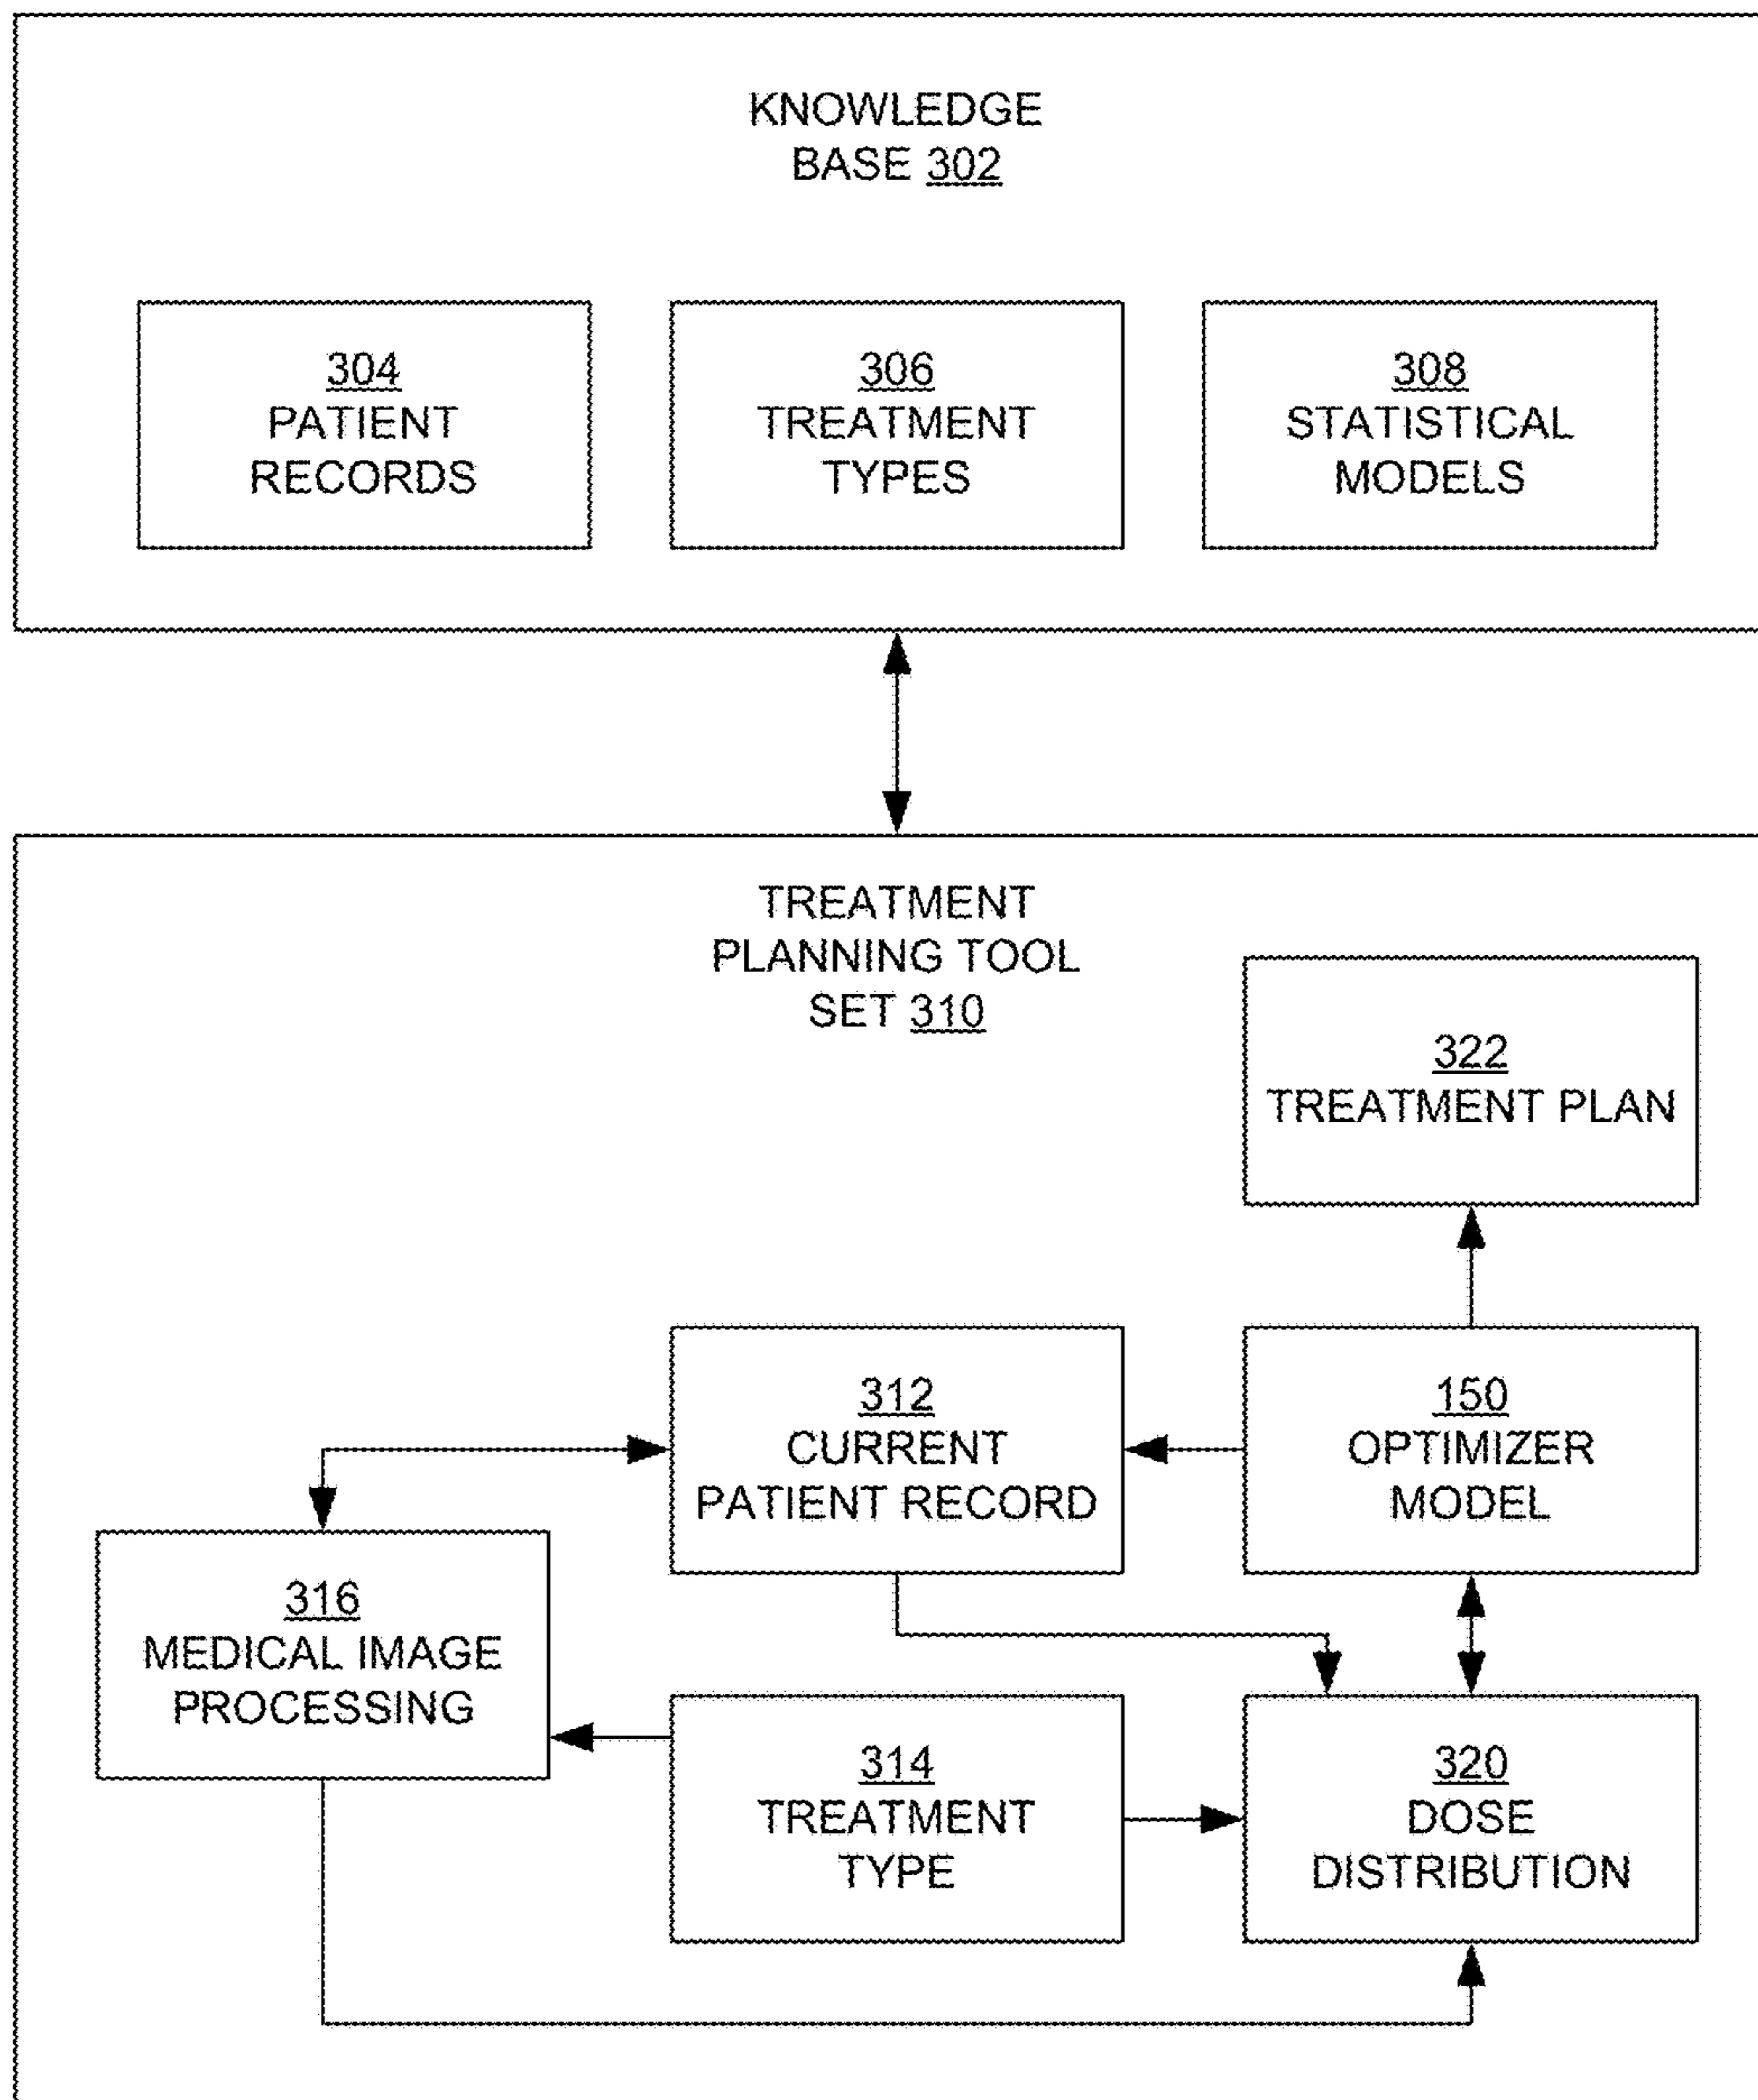 KNOWLEDGE
BASE 302
304
PATIENT
RECORDS
306
TREATMENT
TYPES
308
STATISTICAL
MODELS
TREATMENT
PLANNING TOOL
SET 310
322
TREATMENT PLAN
312
CURRENT
PATIENT RECORD
150
OPTIMIZER
MODEL
316
MEDICAL IMAGE
PROCESSING
314
TREATMENT
TYPE
320
DOSE
DISTRIBUTION